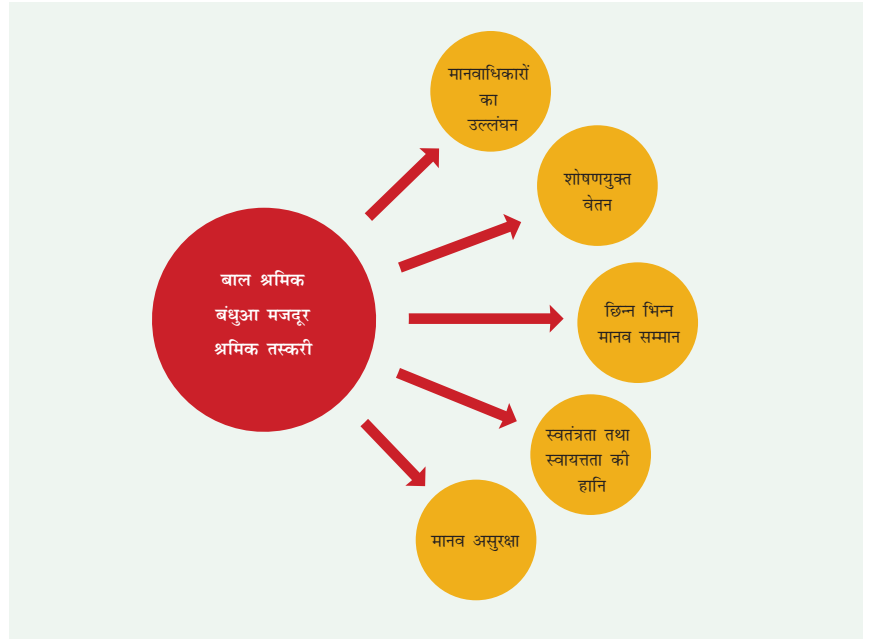 मानवाधिकारों
का
उल्लंघन
शोषणयुक्त
वेतन
बाल श्रमिक
बंधुआ मजदूर
श्रमिक तस्करी
छिन्न भिन्न
मानव सम्मान
स्वतंत्रता तथा
स्वायत्तता की
हानि
मानव असुरक्षा